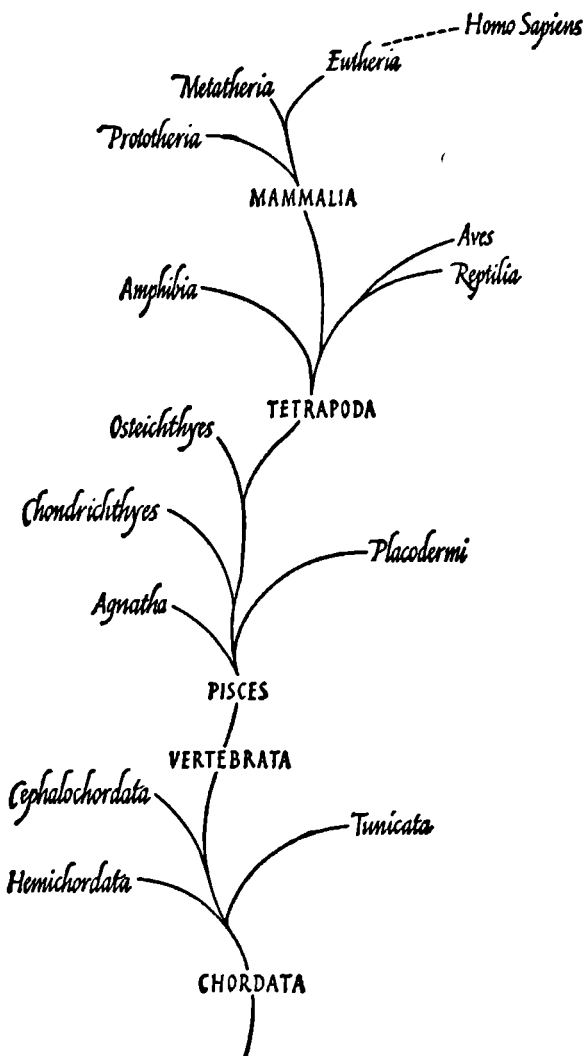 Homo Sapiens
Eutheria
Metatheria
Prototheria
MAMMALIA
Aves
Reptilia
Amphibia
TETRAPODA
Osteichthyes
Chondrichthyes
Placodermi
Agnatha
PISCES
VERTEBRATA
Cephalochordata
Tunicata
Hemichordata
CHORDATA